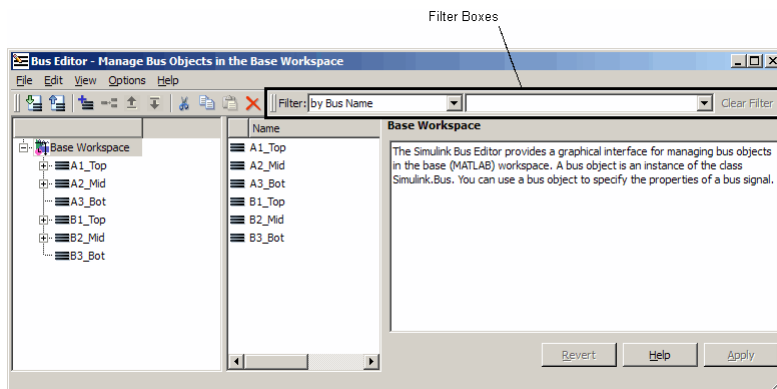 Filter Boxes
Bus Editor - Manage Bus Objects in the Base Workspace
File Edit View Options Help
Filter: by Bus Name Clear Filter
Base Workspace
A1_Top
A2_Mid
A3_Bot
B1_Top
B2_Mid
B3_Bot
Name
A1_Top
A2_Mid
A3_Bot
B1_Top
B2_Mid
B3_Bot
Base Workspace
The Simulink Bus Editor provides a graphical interface for managing bus objects
in the base (MATLAB) workspace. A bus object is an instance of the class
Simulink.Bus. You can use a bus object to specify the properties of a bus signal.
Revert Help Apply